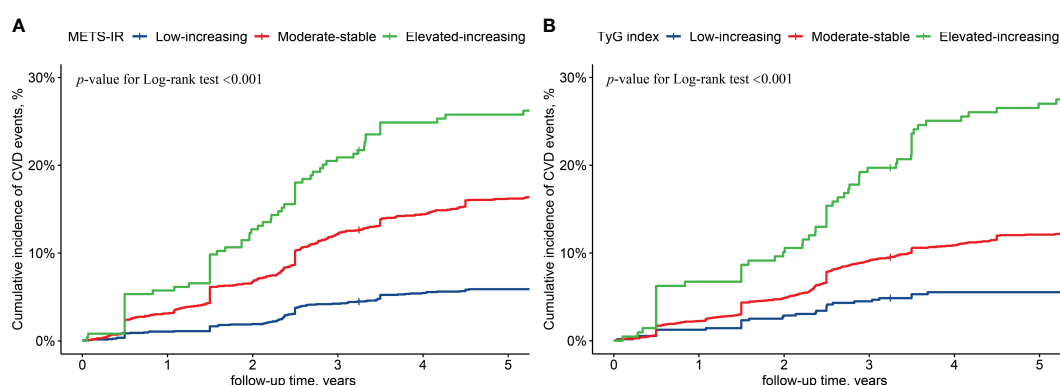 A
METS-IR Low-increasing Moderate-stable Elevated-increasing
p-value for Log-rank test <0.001
Cumulative incidence of CVD events, %
30%
20%
10%
0%
0 1 2 3 4 5
follow-up time, years
B
TyG index Low-increasing Moderate-stable Elevated-increasing
p-value for Log-rank test <0.001
Cumulative incidence of CVD events, %
30%
20%
10%
0%
0 1 2 3 4 5
follow-up time, years